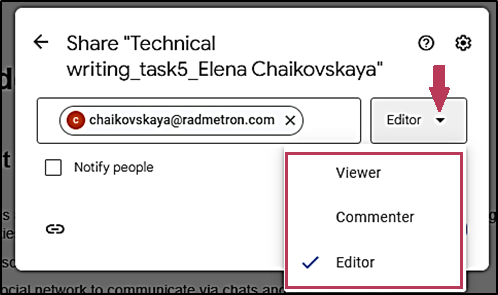 Share "Technical
writing_task5_Elena Chaikovskaya"
c chaikovskaya@radmetron.com
Editor
Notify people
Viewer
Commenter
Editor
ocial network to communicate via chats and